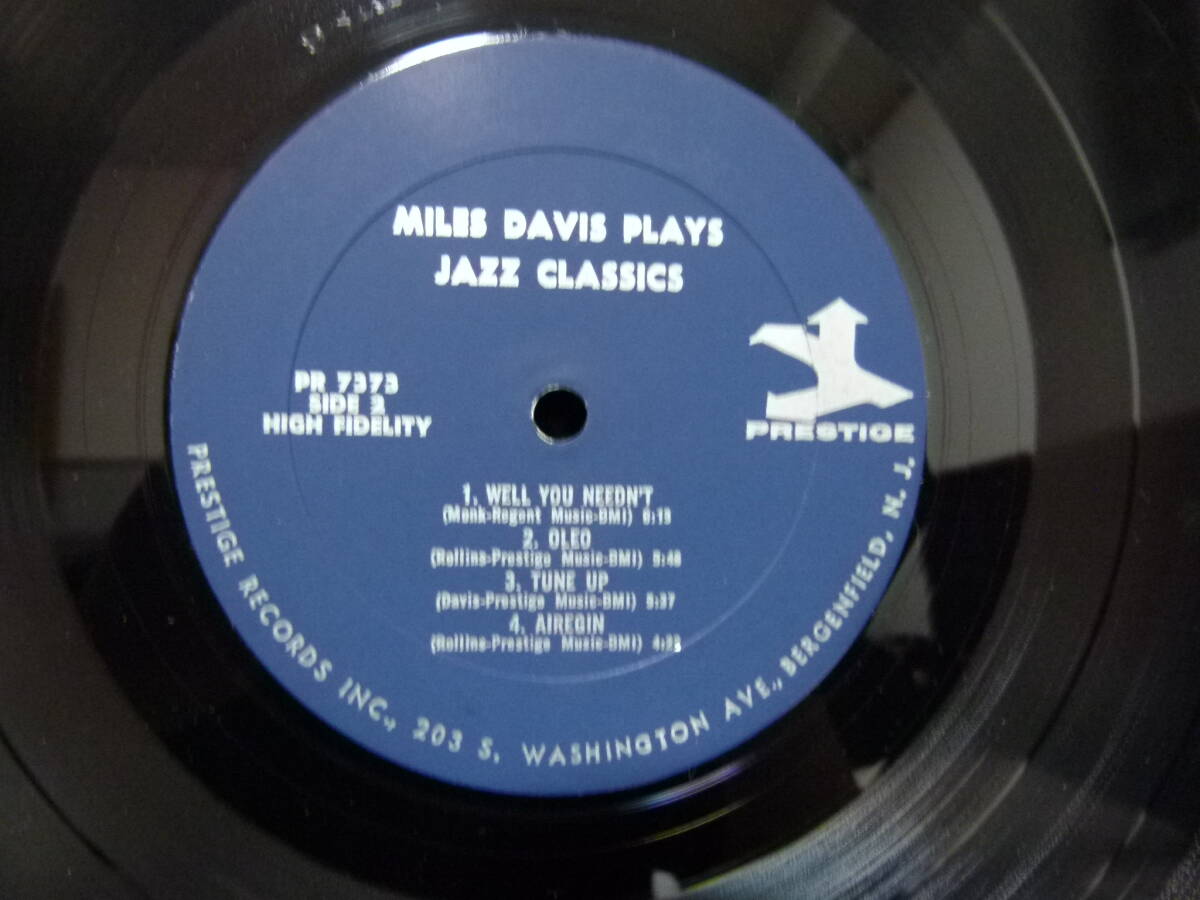 MILES DAVIS PLAYS
JAZZ CLASSICS
PR 7373
SIDE 2
HIGH FIDELITY
PRESTIGE
1. WELL YOU NEEDN'T
(Monk-Regent Music-BMI) 6:15
2. OLEO
(Rollins-Prestige Music-BMI) 5:48
3. TUNE UP
(Davis-Prestige Music-BMI) 5:37
4. AIREGIN
(Rollins-Prestige Music-BMI)
PRESTIGE RECORDS INC., 203 S. WASHINGTON AVE., BERGENFIELD, N. J.